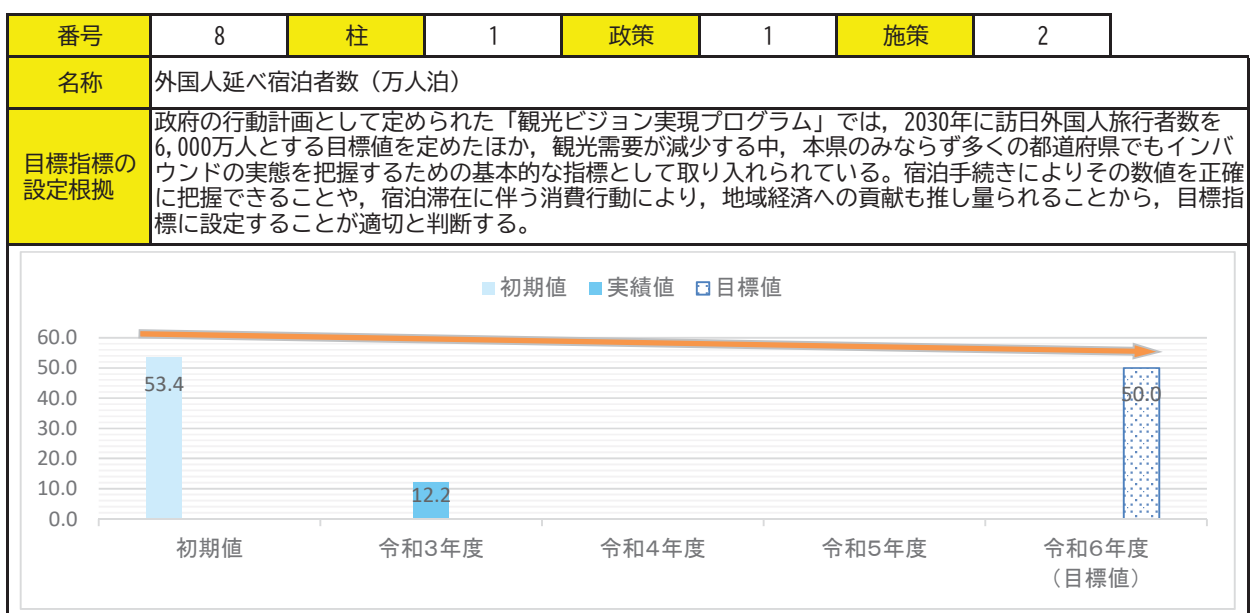 番号 8 柱 1 政策 1 施策 2
名称 外国人延べ宿泊者数（万人泊）
目標指標の
設定根拠
政府の行動計画として定められた「観光ビジョン実現プログラム」では，2030年に訪日外国人旅行者数を
6,000万人とする目標値を定めたほか，観光需要が減少する中，本県のみならず多くの都道府県でもインバ
ウンドの実態を把握するための基本的な指標として取り入れられている。宿泊手続きによりその数値を正確
に把握できることや，宿泊滞在に伴う消費行動により，地域経済への貢献も推し量られることから，目標指
標に設定することが適切と判断する。
初期値 実績値 目標値
60.0
50.0
40.0
30.0
20.0
10.0
0.0
53.4
12.2
50.0
初期値 令和3年度 令和4年度 令和5年度 令和6年度
（目標値）